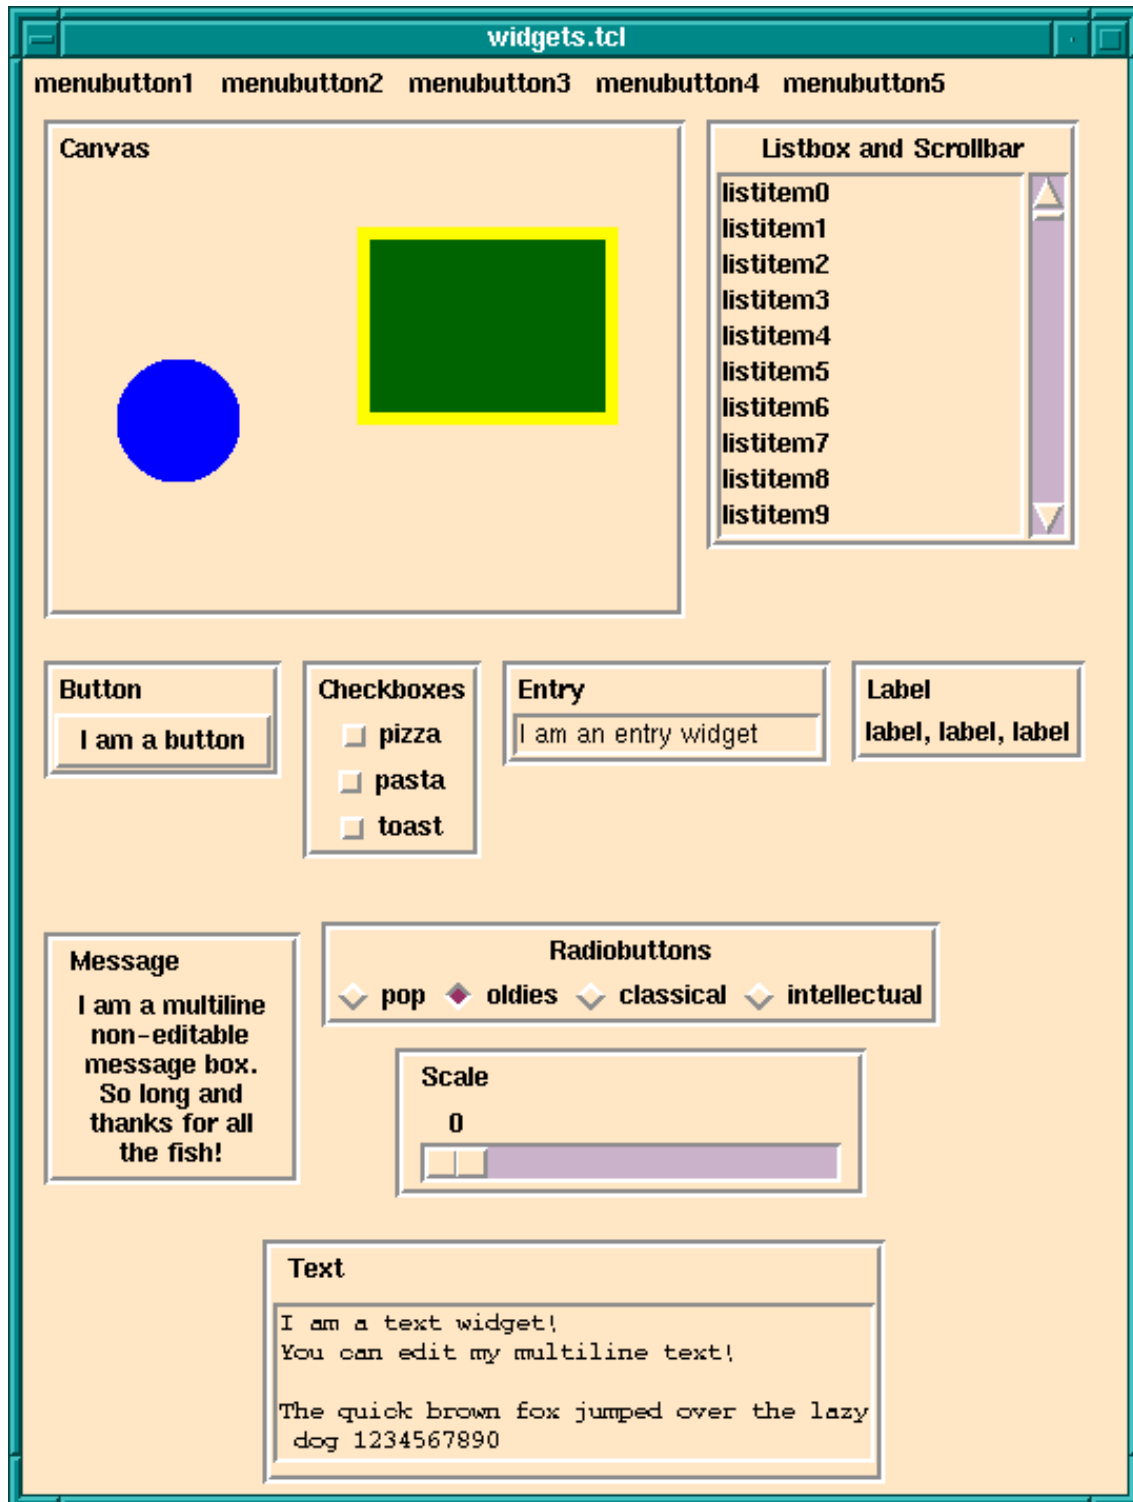 widgets.tcl
menubutton1 menubutton2 menubutton3 menubutton4 menubutton5
Canvas
Listbox and Scrollbar
listitem0
listitem1
listitem2
listitem3
listitem4
listitem5
listitem6
listitem7
listitem8
listitem9
Button
I am a button
Checkboxes
pizza
pasta
toast
Entry
I am an entry widget
Label
label, label, label
Message
I am a multiline
non-editable
message box.
So long and
thanks for all
the fish!
Radiobuttons
pop oldies classical intellectual
Scale
0
Text
I am a text widget!
You can edit my multiline text!
The quick brown fox jumped over the lazy
dog 1234567890